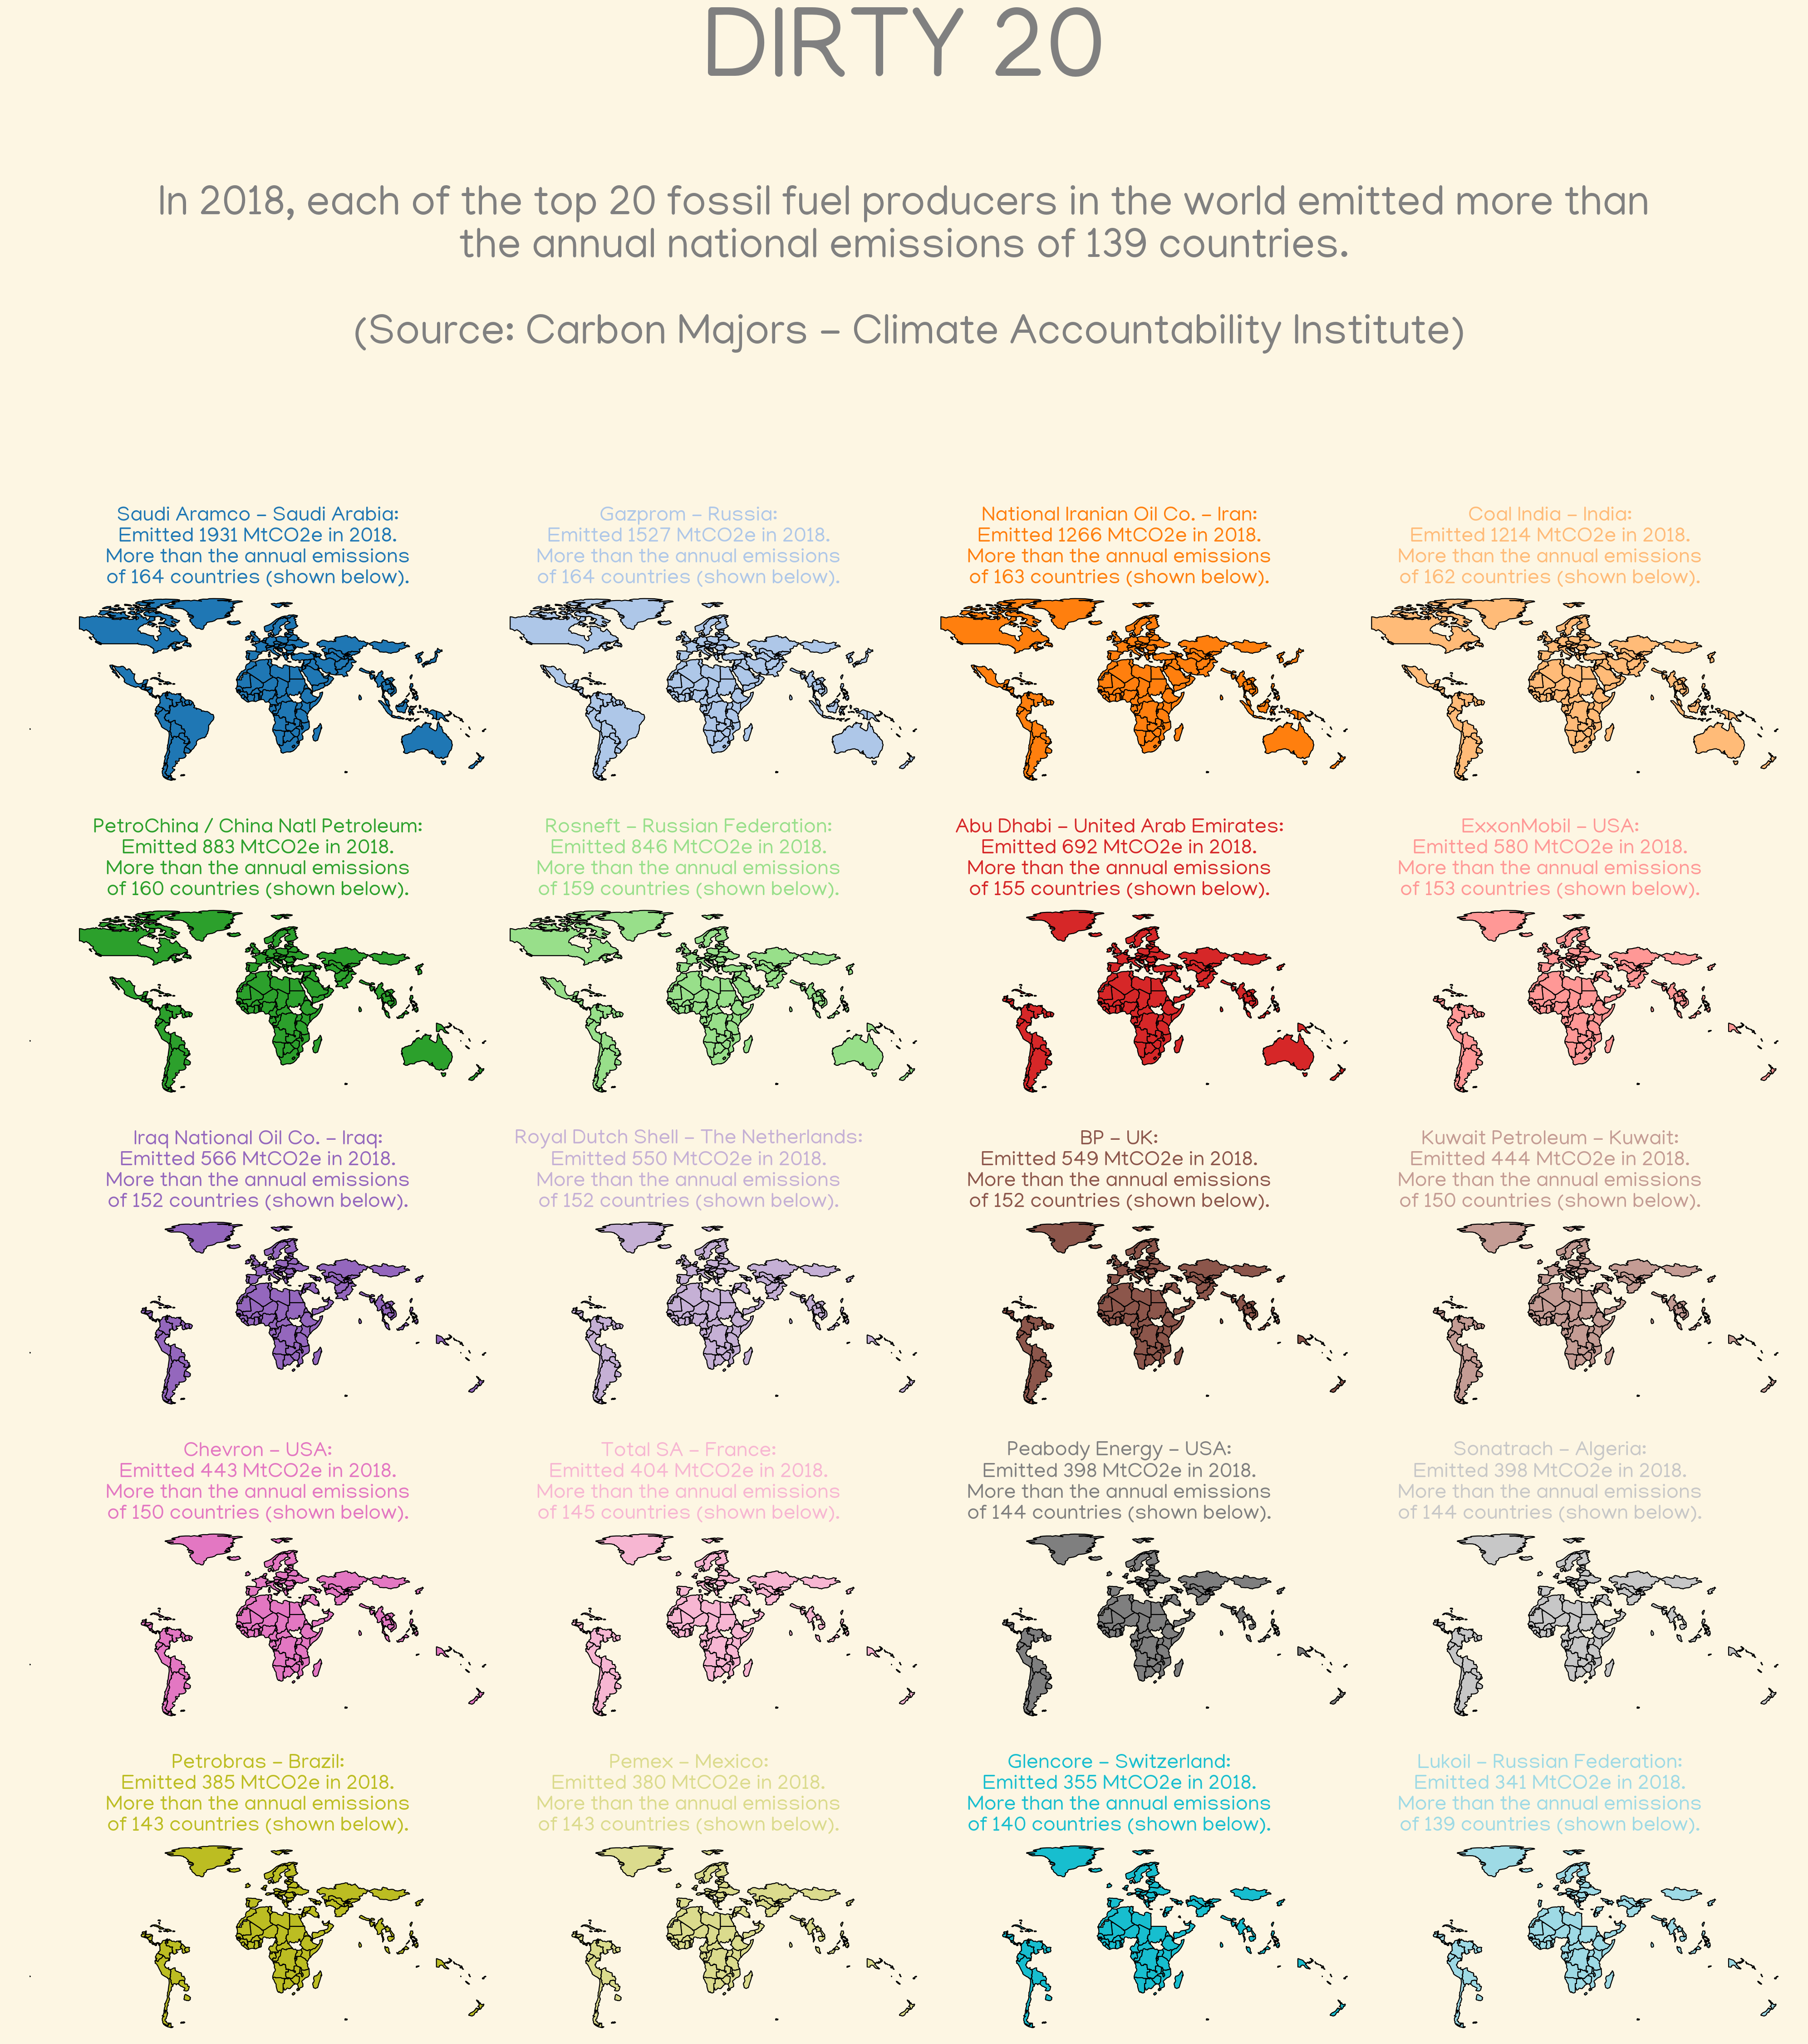 DIRTY 20
In 2018, each of the top 20 fossil fuel producers in the world emitted more than
the annual national emissions of 139 countries.
(Source: Carbon Majors – Climate Accountability Institute)
Saudi Aramco – Saudi Arabia:
Emitted 1931 MtCO2e in 2018.
More than the annual emissions
of 164 countries (shown below).
Gazprom – Russia:
Emitted 1527 MtCO2e in 2018.
More than the annual emissions
of 164 countries (shown below).
National Iranian Oil Co. – Iran:
Emitted 1266 MtCO2e in 2018.
More than the annual emissions
of 163 countries (shown below).
Coal India – India:
Emitted 1214 MtCO2e in 2018.
More than the annual emissions
of 162 countries (shown below).
PetroChina / China Natl Petroleum:
Emitted 883 MtCO2e in 2018.
More than the annual emissions
of 160 countries (shown below).
Rosneft – Russian Federation:
Emitted 846 MtCO2e in 2018.
More than the annual emissions
of 159 countries (shown below).
Abu Dhabi – United Arab Emirates:
Emitted 692 MtCO2e in 2018.
More than the annual emissions
of 155 countries (shown below).
ExxonMobil – USA:
Emitted 580 MtCO2e in 2018.
More than the annual emissions
of 153 countries (shown below).
Iraq National Oil Co. – Iraq:
Emitted 566 MtCO2e in 2018.
More than the annual emissions
of 152 countries (shown below).
Royal Dutch Shell – The Netherlands:
Emitted 550 MtCO2e in 2018.
More than the annual emissions
of 152 countries (shown below).
BP – UK:
Emitted 549 MtCO2e in 2018.
More than the annual emissions
of 152 countries (shown below).
Kuwait Petroleum – Kuwait:
Emitted 444 MtCO2e in 2018.
More than the annual emissions
of 150 countries (shown below).
Chevron – USA:
Emitted 443 MtCO2e in 2018.
More than the annual emissions
of 150 countries (shown below).
Total SA – France:
Emitted 404 MtCO2e in 2018.
More than the annual emissions
of 145 countries (shown below).
Peabody Energy – USA:
Emitted 398 MtCO2e in 2018.
More than the annual emissions
of 144 countries (shown below).
Sonatrach – Algeria:
Emitted 398 MtCO2e in 2018.
More than the annual emissions
of 144 countries (shown below).
Petrobras – Brazil:
Emitted 385 MtCO2e in 2018.
More than the annual emissions
of 143 countries (shown below).
Pemex – Mexico:
Emitted 380 MtCO2e in 2018.
More than the annual emissions
of 143 countries (shown below).
Glencore – Switzerland:
Emitted 355 MtCO2e in 2018.
More than the annual emissions
of 140 countries (shown below).
Lukoil – Russian Federation:
Emitted 341 MtCO2e in 2018.
More than the annual emissions
of 139 countries (shown below).